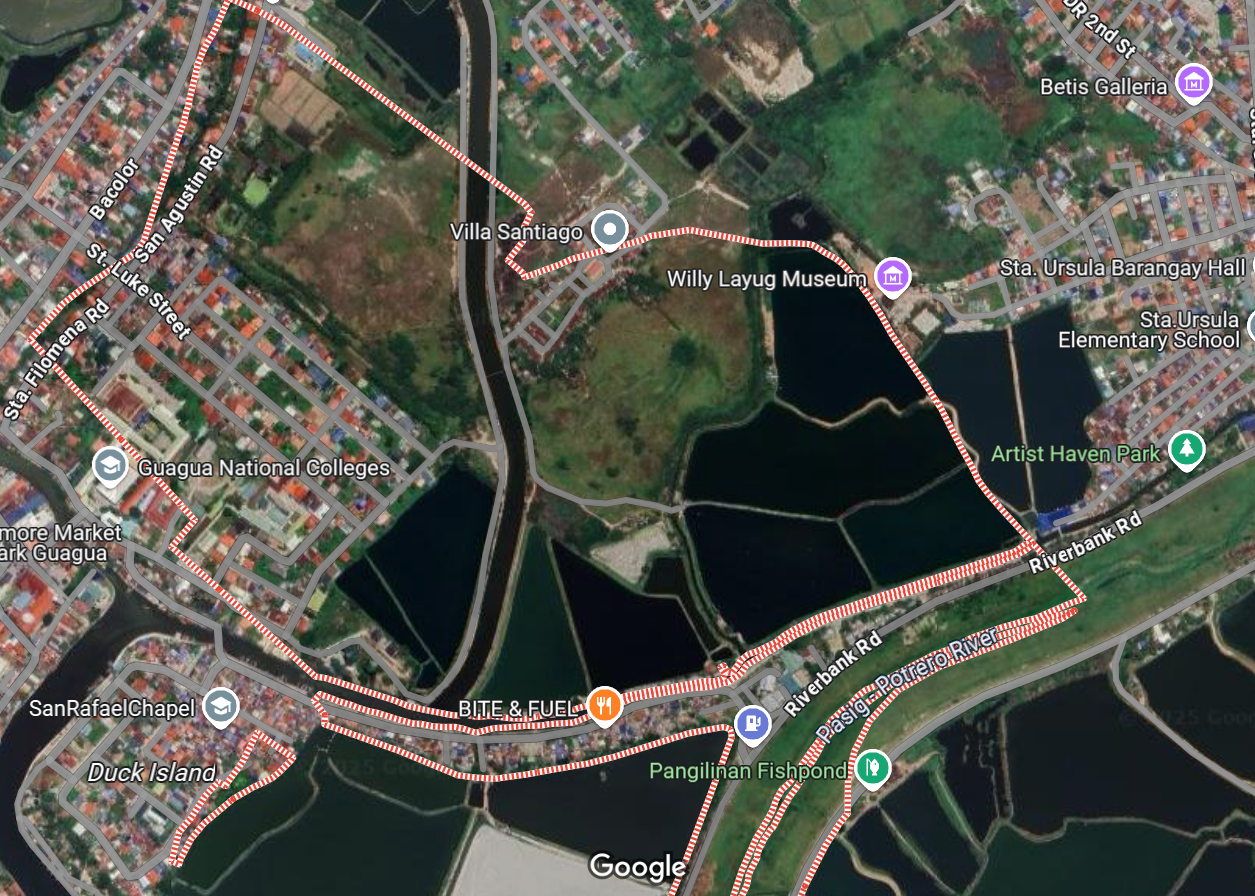 DR 2nd St
Betis Galleria
Bacolor
San Agustin Rd
Villa Santiago
St. Luke Street
Willy Layug Museum
Sta. Ursula Barangay Hall
Sta. Filomena Rd
Sta.Ursula
Elementary School
Artist Haven Park
Guagua National Colleges
more Market
ark Guagua
Riverbank Rd
Riverbank Rd
Pasig - Potrero River
SanRafaelChapel
BITE & FUEL
Duck Island
Pangilinan Fishpond
Google